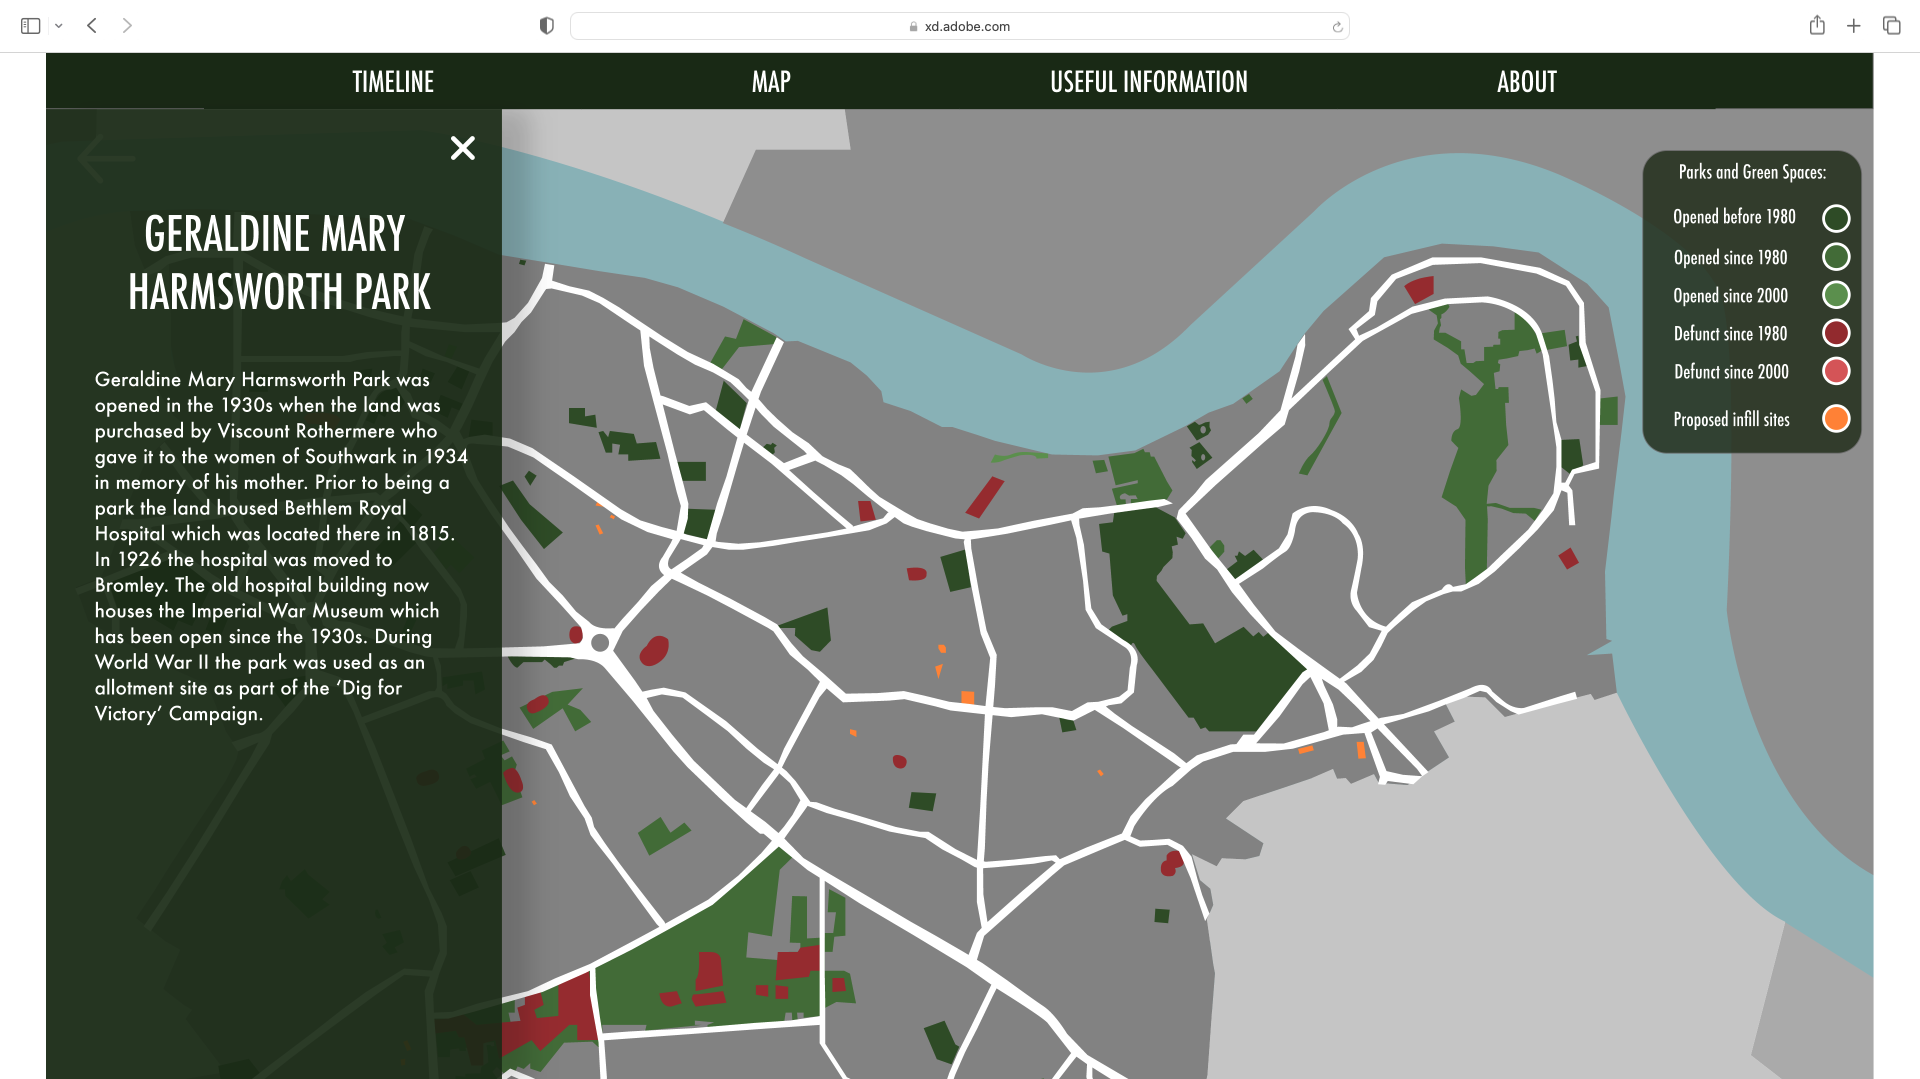 xd.adobe.com
TIMELINE
MAP
USEFUL INFORMATION
ABOUT
GERALDINE MARY
HARMSWORTH PARK
Geraldine Mary Harmsworth Park was
opened in the 1930s when the land was
purchased by Viscount Rothermere who
gave it to the women of Southwark in 1934
in memory of his mother. Prior to being a
park the land housed Bethlem Royal
Hospital which was located there in 1815.
In 1926 the hospital was moved to
Bromley. The old hospital building now
houses the Imperial War Museum which
has been open since the 1930s. During
World War II the park was used as an
allotment site as part of the ‘Dig for
Victory’ Campaign.
Parks and Green Spaces:
Opened before 1980
Opened since 1980
Opened since 2000
Defunct since 1980
Defunct since 2000
Proposed infill sites